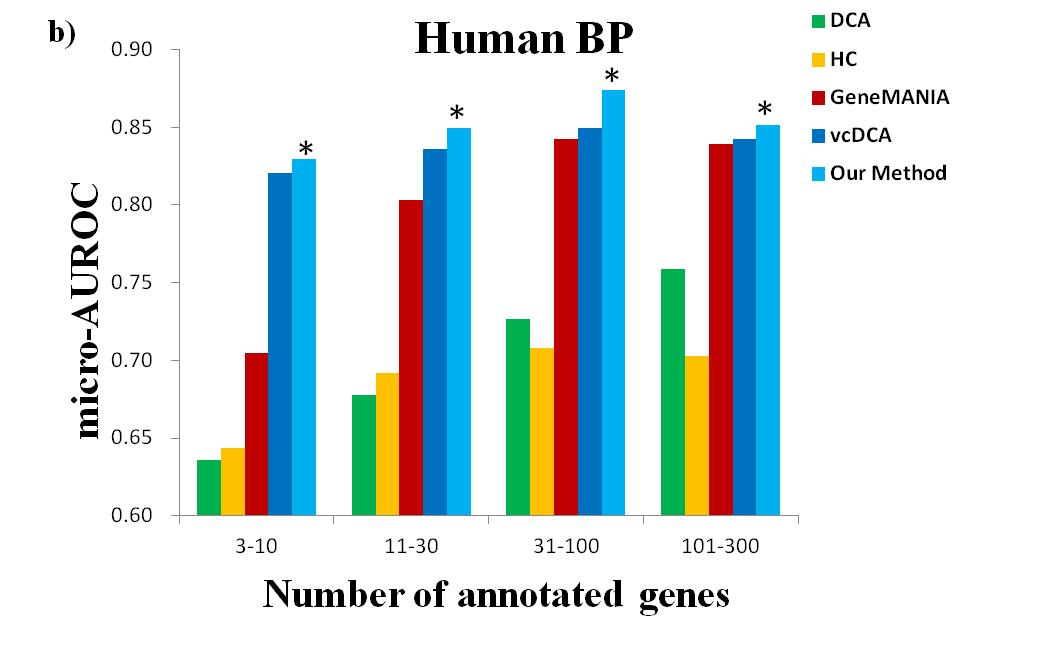 b)
Human BP
DCA
HC
GeneMANIA
vcDCA
Our Method
micro-AUROC
0.90
0.85
0.80
0.75
0.70
0.65
0.60
* * * *
3-10 11-30 31-100 101-300
Number of annotated genes